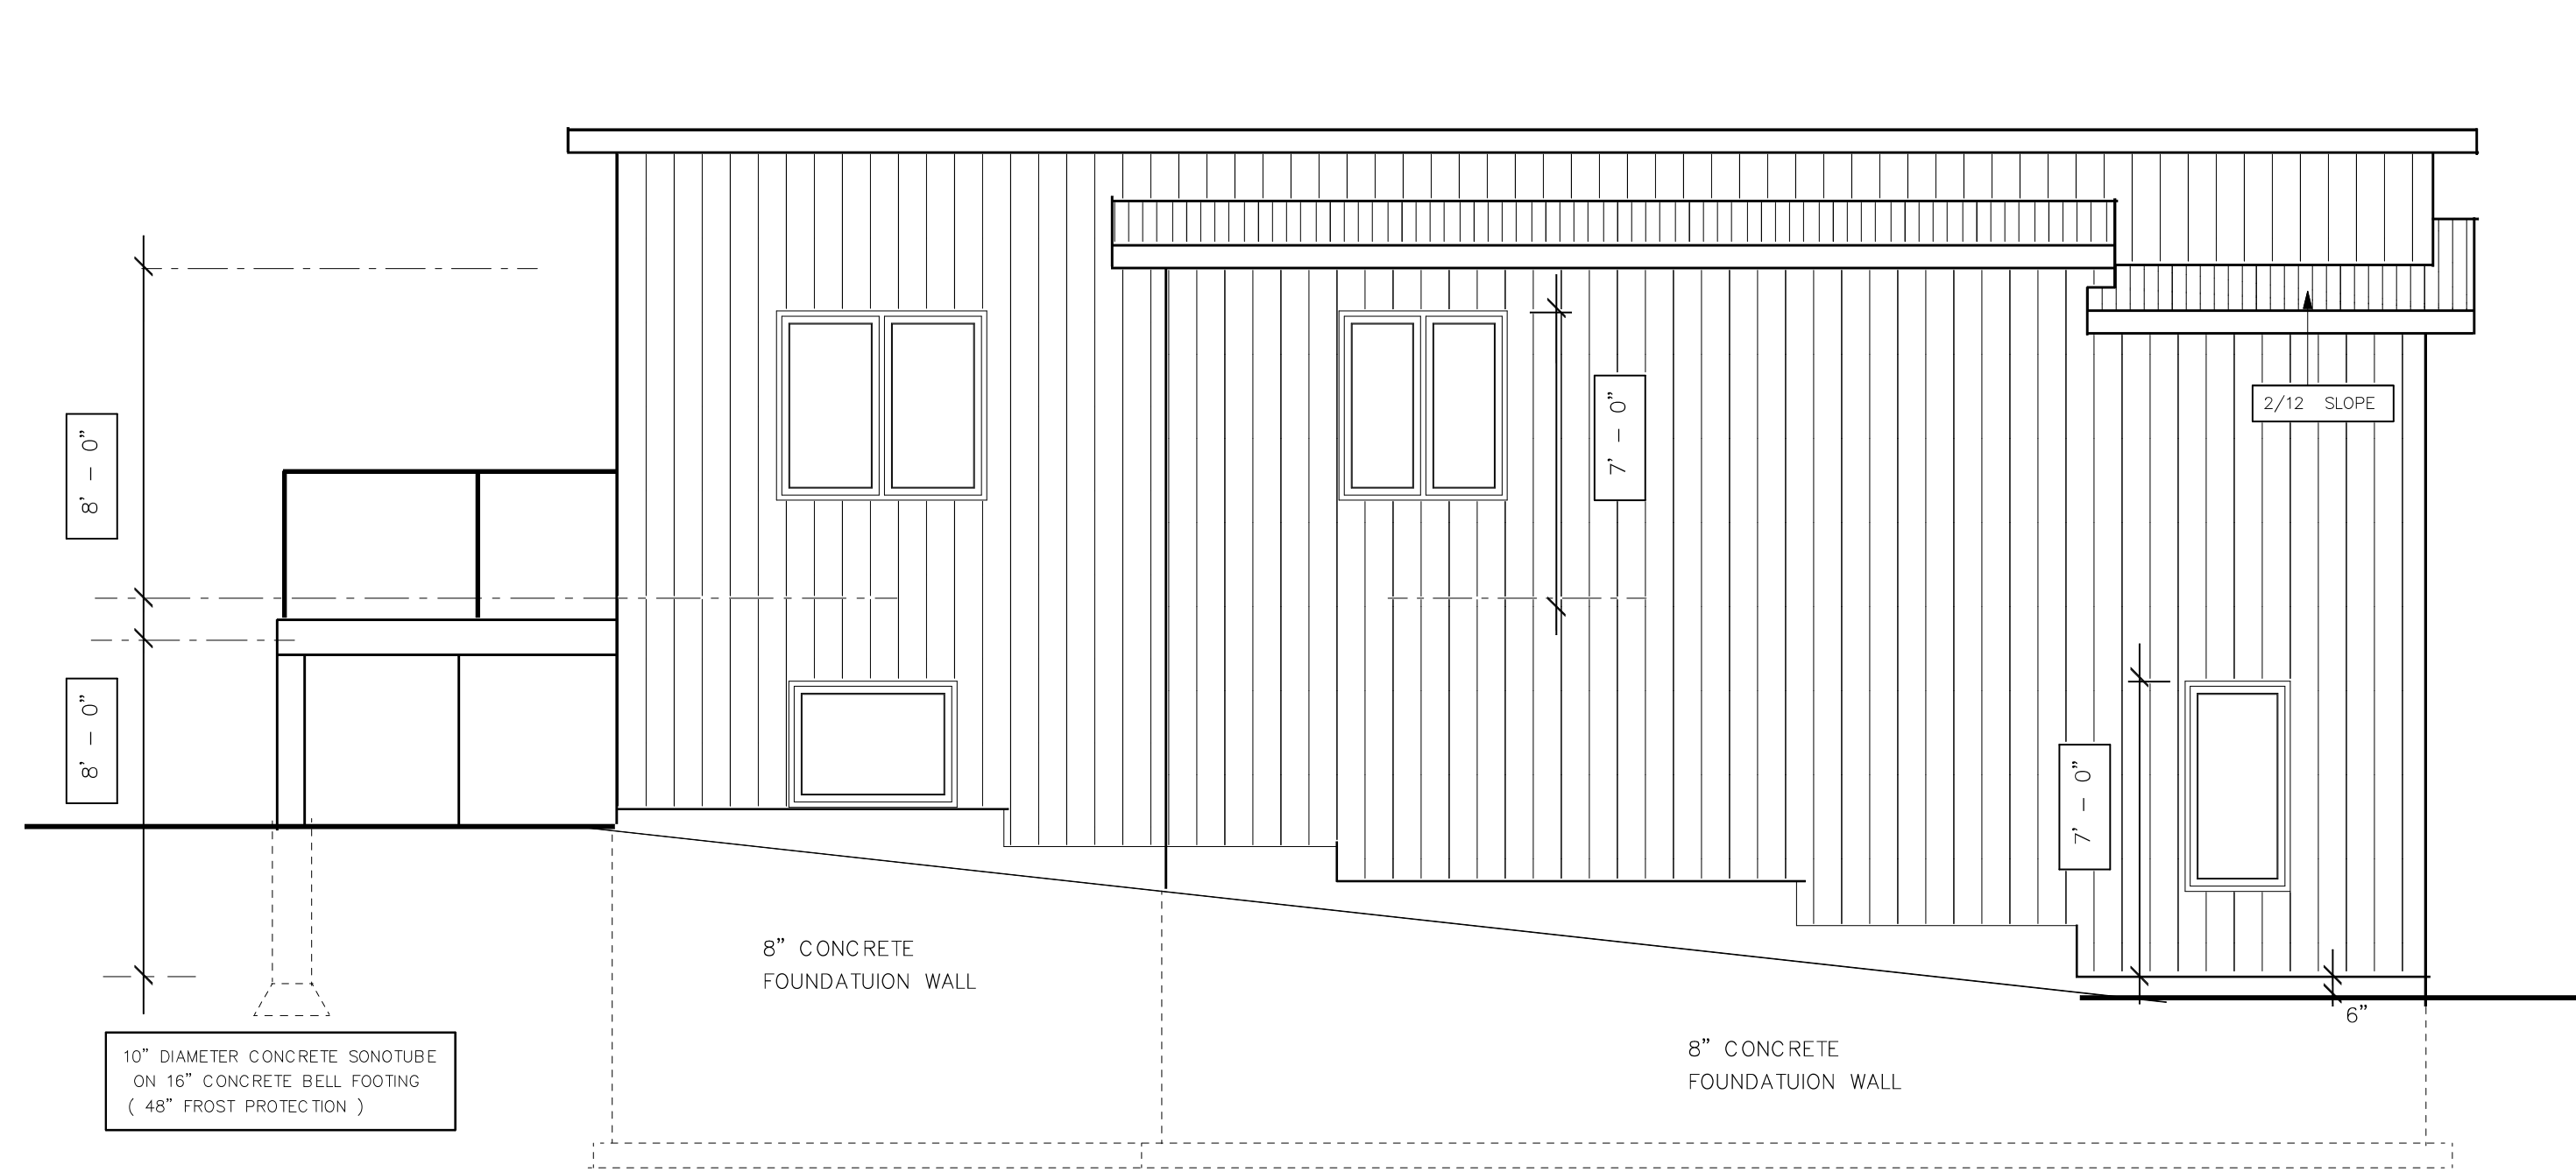 8' - 0"
7' - 0"
2/12 SLOPE
8' - 0"
7' - 0"
8" CONCRETE
FOUNDATUION WALL
6"
10" DIAMETER CONCRETE SONOTUBE
ON 16" CONCRETE BELL FOOTING
( 48" FROST PROTECTION )
8" CONCRETE
FOUNDATUION WALL